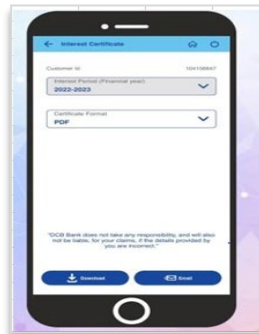 Interest Certificate
Customer Id 104198847
Interest Period (Financial year)
2022-2023
Certificate Format
PDF
"DCB Bank does not take any responsibility, and will also
not be liable, for your claims, if the details provided by
you are incorrect."
Download Email